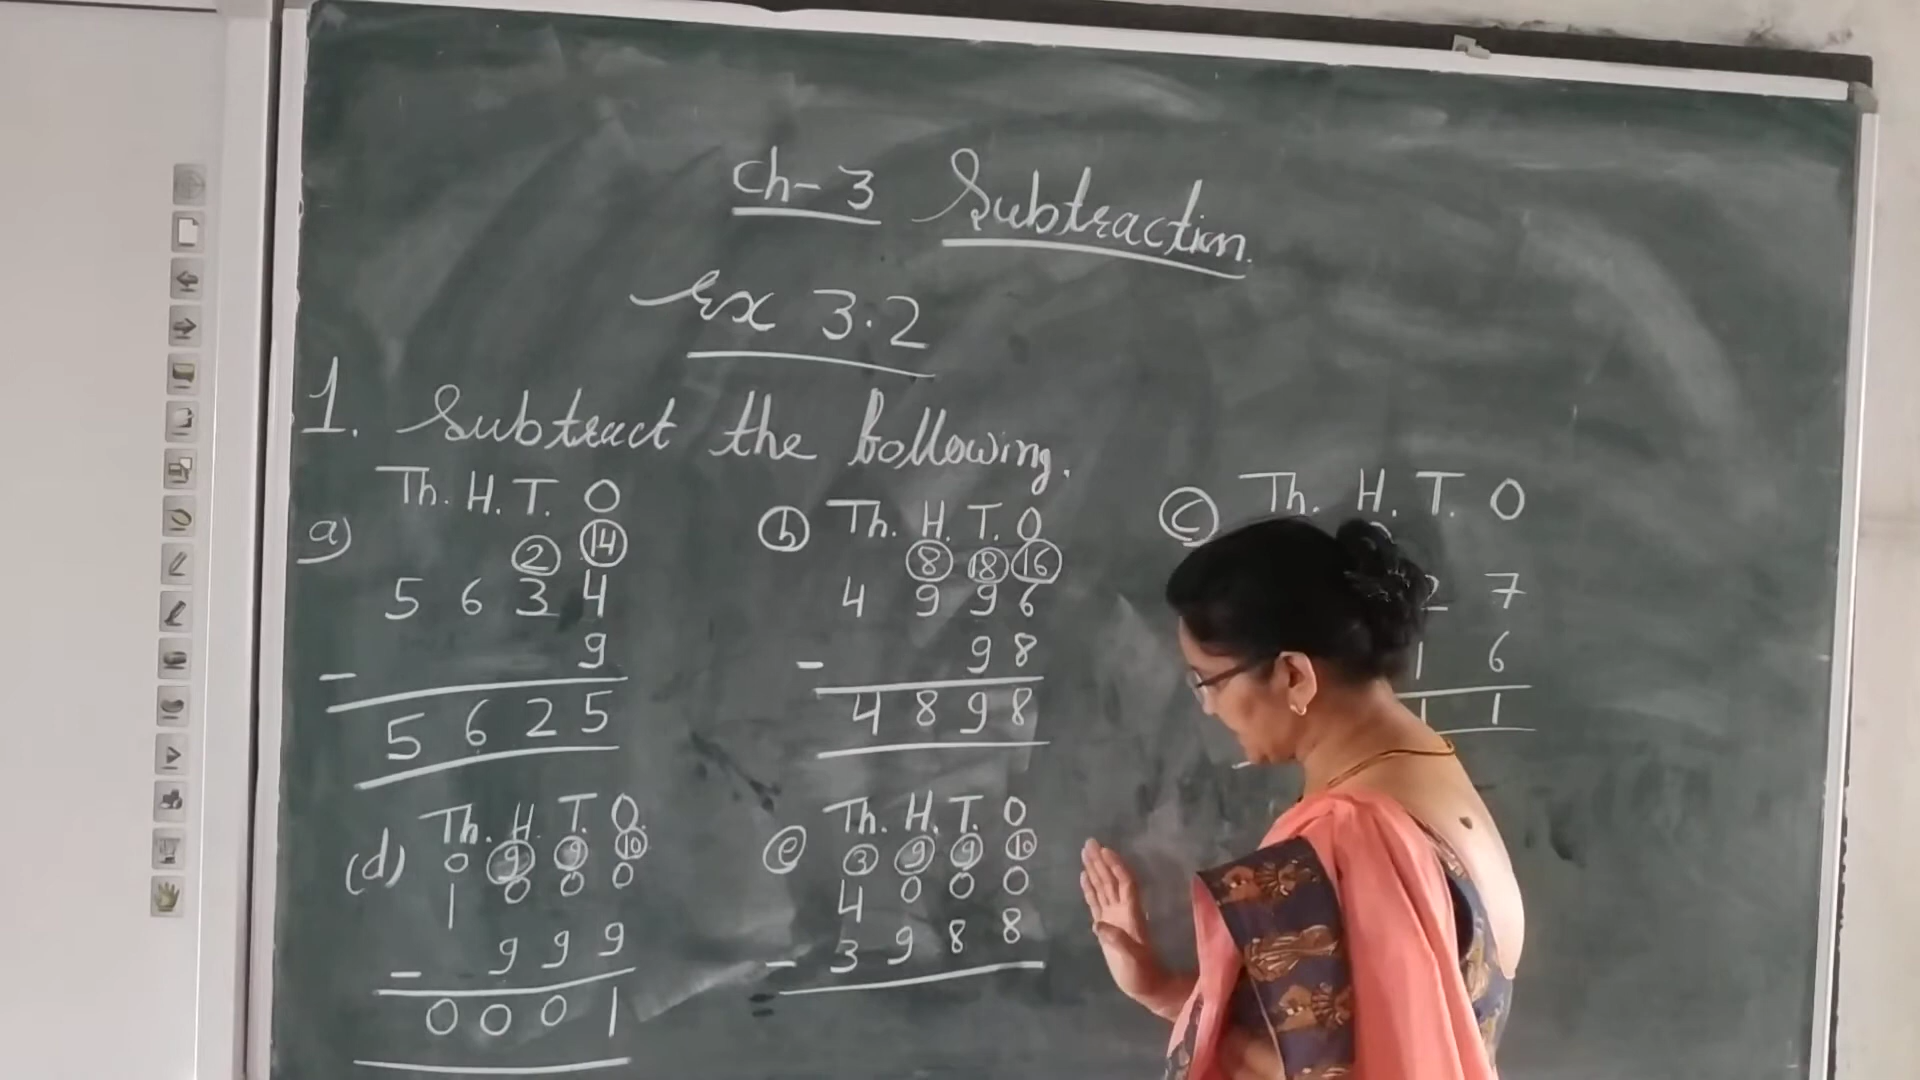 Ch-3 Subtraction.
Ex 3.2
1. Subtract the following.
a) Th. H. T. O
2 14
5 6 3 4
- 9
5 6 2 5
b Th. H. T. O
8 18 16
4 9 9 6
- 9 8
4 8 9 8
c Th. H. T. O
2 7
1 6
1 1
(d) Th. H. T. O.
0 9 9 10
1 0 0 0
- 9 9 9
0 0 0 1
e Th. H. T. O
3 9 9 10
4 0 0 0
- 3 9 8 8